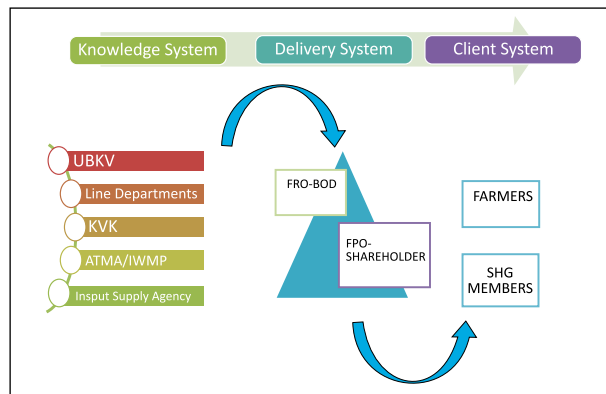 Knowledge System
Delivery System
Client System
UBKV
Line Departments
KVK
ATMA/IWMP
Insput Supply Agency
FRO-BOD
FPO-
SHAREHOLDER
FARMERS
SHG
MEMBERS